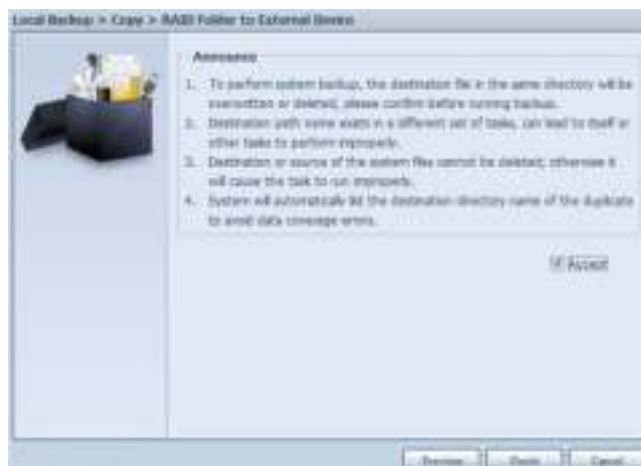 Local Backup > Copy > RAID Folder to External Device
Announce
1. To perform system backup, the destination file in the same directory will be
overwritten or deleted, please confirm before running backup.
2. Destination path name exists in a different set of tasks, can lead to itself or
other tasks to perform improperly.
3. Destination or source of the system files cannot be deleted; otherwise it
will cause the task to run improperly.
4. System will automatically list the destination directory name of the duplicate
to avoid data coverage errors.
Accept
Previous Finish Cancel